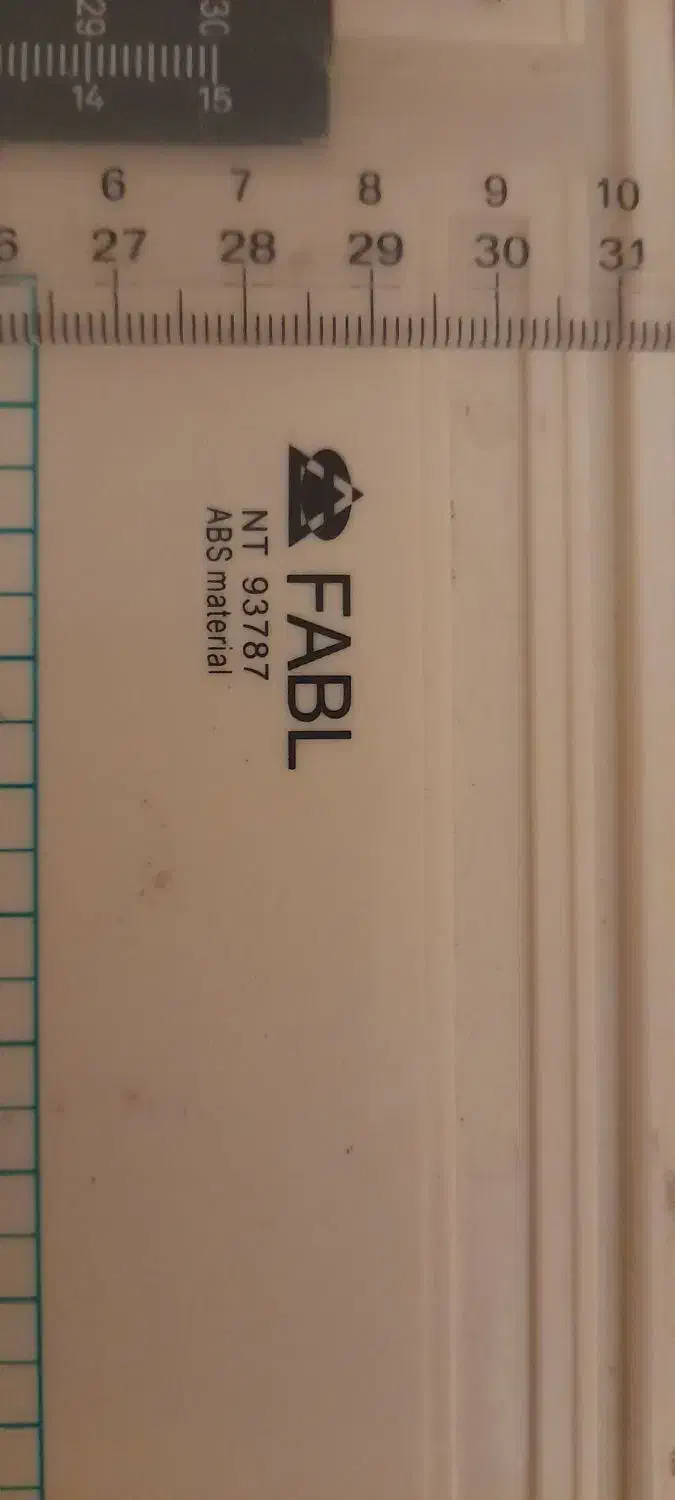 29 30
14 15
6 7 8 9 10
27 28 29 30 31
FABL
NT 93787
ABS material